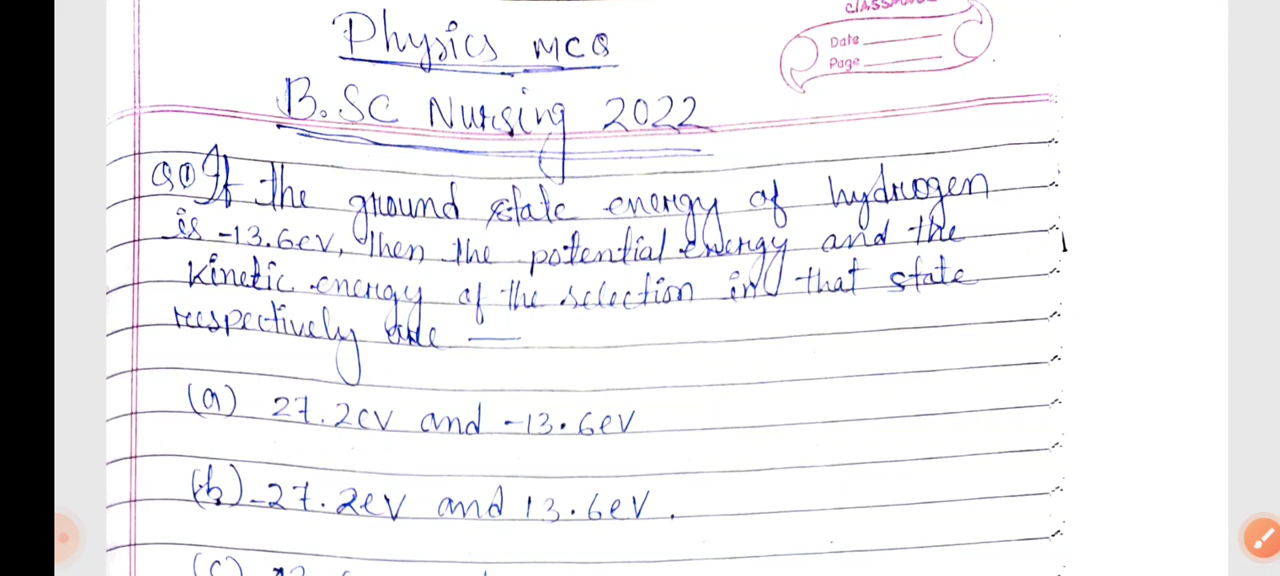 CLASSMATE
Date
Page
Physics MCQ
B.SC Nursing 2022
Q① If the ground state energy of hydrogen
is -13.6eV, then the potential energy and the
Kinetic energy of the selection in that state
respectively are —
(a) 27.2eV and -13.6eV
(b) -27.2eV and 13.6eV.
(c)